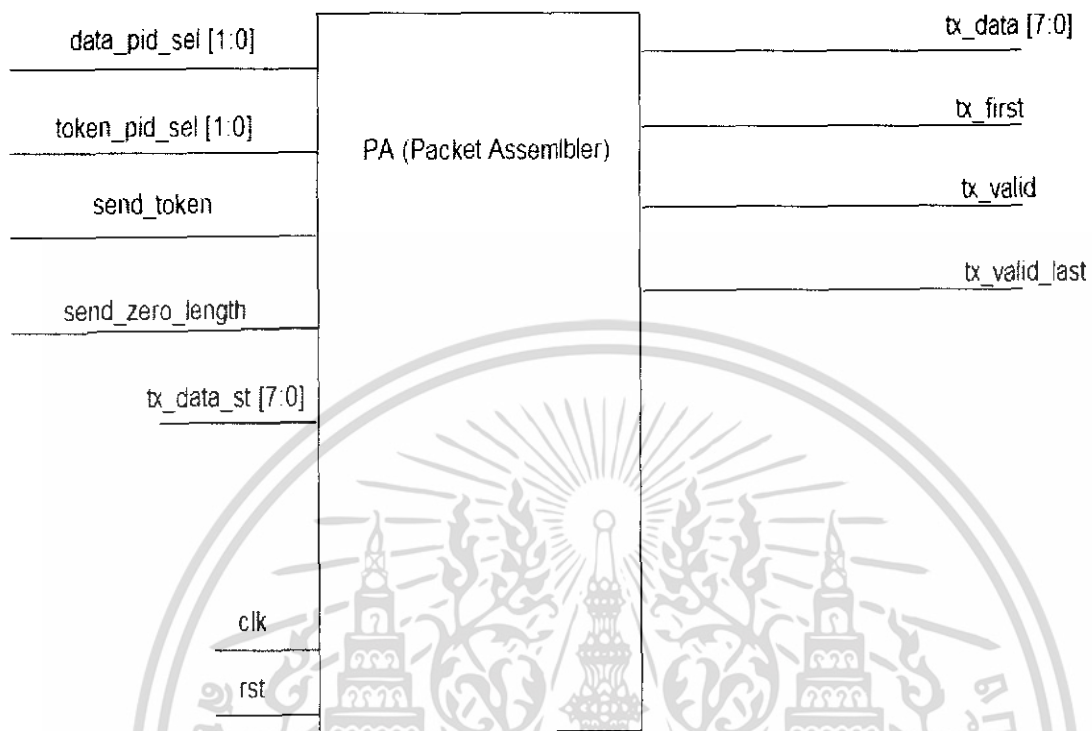 data_pid_sel [1:0]
token_pid_sel [1:0]
send_token
send_zero_length
tx_data_st [7:0]
clk
rst
PA (Packet Assemlbler)
tx_data [7:0]
tx_first
tx_valid
tx_valid_last